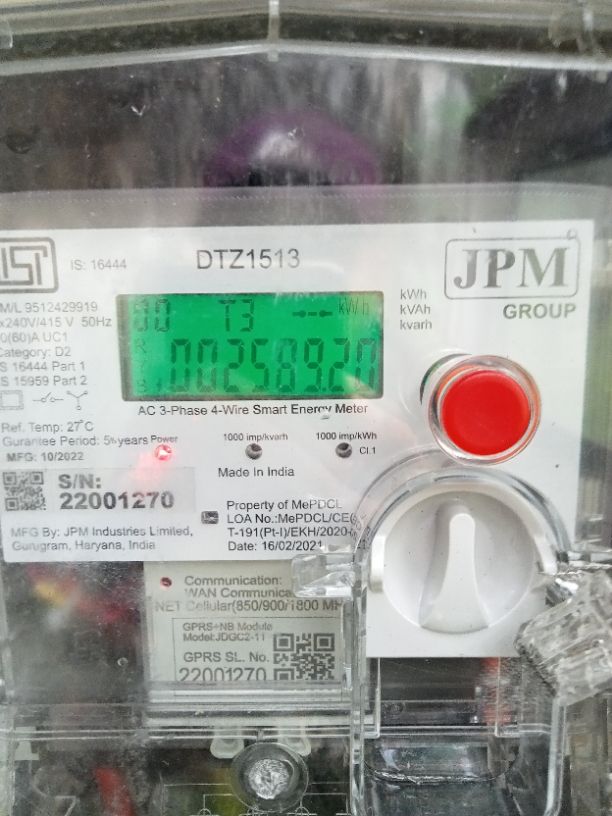 IS: 16444
DTZ1513
JPM
GROUP
M/L 9512429919
x240V/415 V 50Hz
0(60)A UC1
Category: D2
S 16444 Part 1
S 15959 Part 2
Ref. Temp: 27°C
Gurantee Period: 5½years
MFG: 10/2022
T3
kWh
002589.20
kWh
kVAh
kvarh
AC 3-Phase 4-Wire Smart Energy Meter
Power
1000 imp/kvarh
1000 imp/kWh
Cl.1
Made In India
S/N:
22001270
MFG By: JPM Industries Limited,
Gurugram, Haryana, India
Property of MePDCL
LOA No.:MePDCL/CE(
T-191(Pt-I)/EKH/2020-
Date: 16/02/2021
Communication:
WAN Communica
NET Cellular(850/900/1800 MH
GPRS+NB Module
Model:JDGC2-11
GPRS SL. No.
22001270